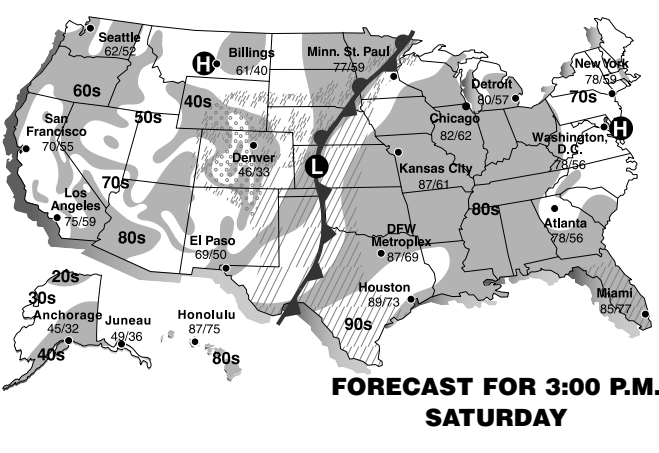 Seattle
62/52
H
Billings
61/40
Minn. St. Paul
77/59
New York
78/59
Detroit
80/57
60s
40s
50s
70s
Chicago
82/62
San
Francisco
70/55
Washington,
D.C.
78/56
H
Denver
46/33
L
Kansas City
87/61
70s
Los
Angeles
75/59
80s
80s
El Paso
69/50
DFW
Metroplex
87/69
Atlanta
78/56
20s
30s
Anchorage
45/32
40s
Juneau
49/36
Honolulu
87/75
80s
Houston
89/73
90s
Miami
85/77
FORECAST FOR 3:00 P.M.
SATURDAY